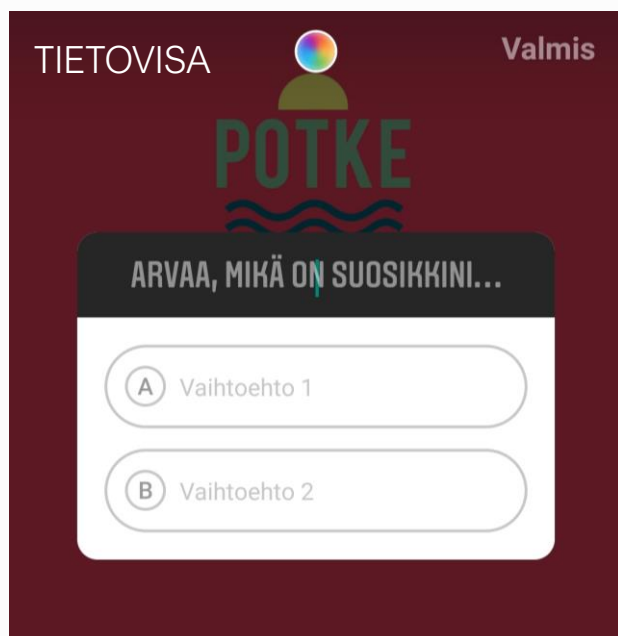 TIETOVISA
Valmis
POTKE
ARVAA, MIKÄ ON SUOSIKKINI...
A Vaihtoehto 1
B Vaihtoehto 2